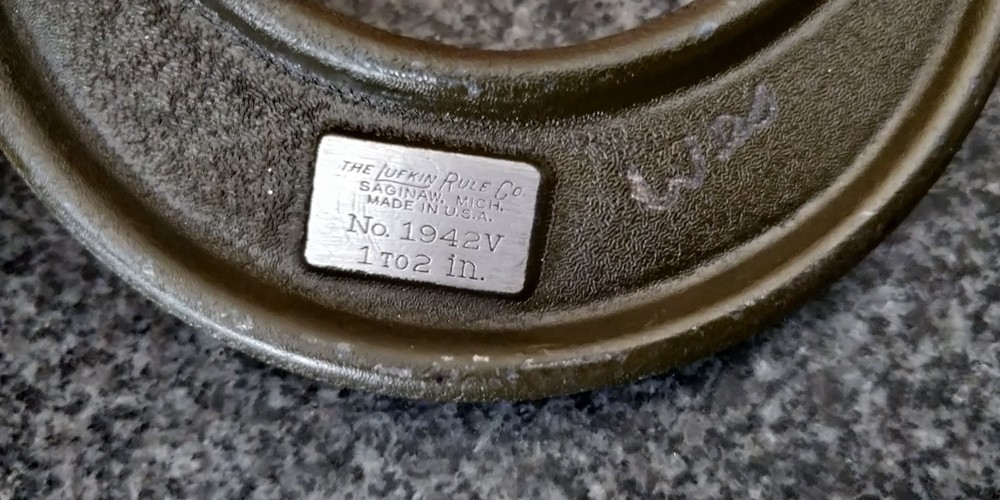 THE LUFKIN RULE CO.
SAGINAW, MICH.
MADE IN U.S.A.
No. 1942V
1 TO 2 in.